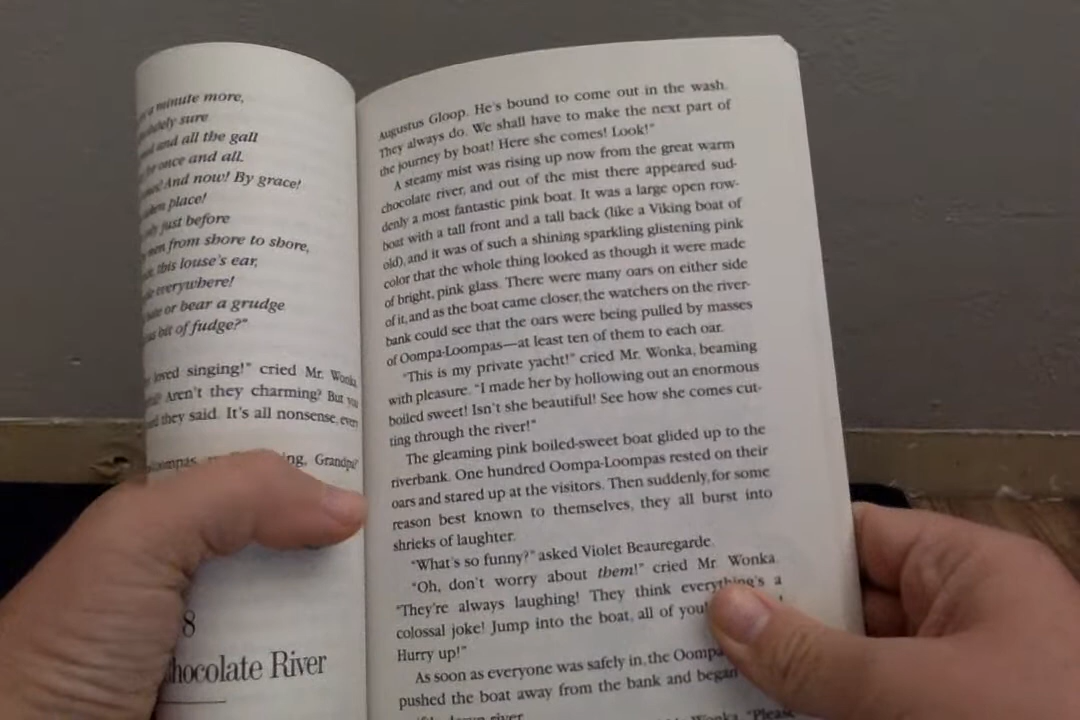 a minute more,
sure
and all the gall
once and all.
And now! By grace!
place!
just before
from shore to shore,
this louse's ear,
everywhere!
or bear a grudge
bit of fudge?"
loved singing!" cried Mr. Wonka
Aren't they charming? But you
they said. It's all nonsense, every
Grandpa?
8
Chocolate River
Augustus Gloop. He's bound to come out in the wash.
They always do. We shall have to make the next part of
the journey by boat! Here she comes! Look!"
A steamy mist was rising up now from the great warm
chocolate river, and out of the mist there appeared sud-
denly a most fantastic pink boat. It was a large open row-
boat with a tall front and a tall back (like a Viking boat of
old), and it was of such a shining sparkling glistening pink
color that the whole thing looked as though it were made
of bright, pink glass. There were many oars on either side
of it, and as the boat came closer, the watchers on the river-
bank could see that the oars were being pulled by masses
of Oompa-Loompas—at least ten of them to each oar.
"This is my private yacht!" cried Mr. Wonka, beaming
with pleasure. "I made her by hollowing out an enormous
boiled sweet! Isn't she beautiful! See how she comes cut-
ting through the river!"
The gleaming pink boiled-sweet boat glided up to the
riverbank. One hundred Oompa-Loompas rested on their
oars and stared up at the visitors. Then suddenly, for some
reason best known to themselves, they all burst into
shrieks of laughter.
"What's so funny?" asked Violet Beauregarde.
"Oh, don't worry about them!" cried Mr. Wonka.
"They're always laughing! They think everything's a
colossal joke! Jump into the boat, all of you!
Hurry up!"
As soon as everyone was safely in, the Oompa
pushed the boat away from the bank and began
river.
Wonka. "Please